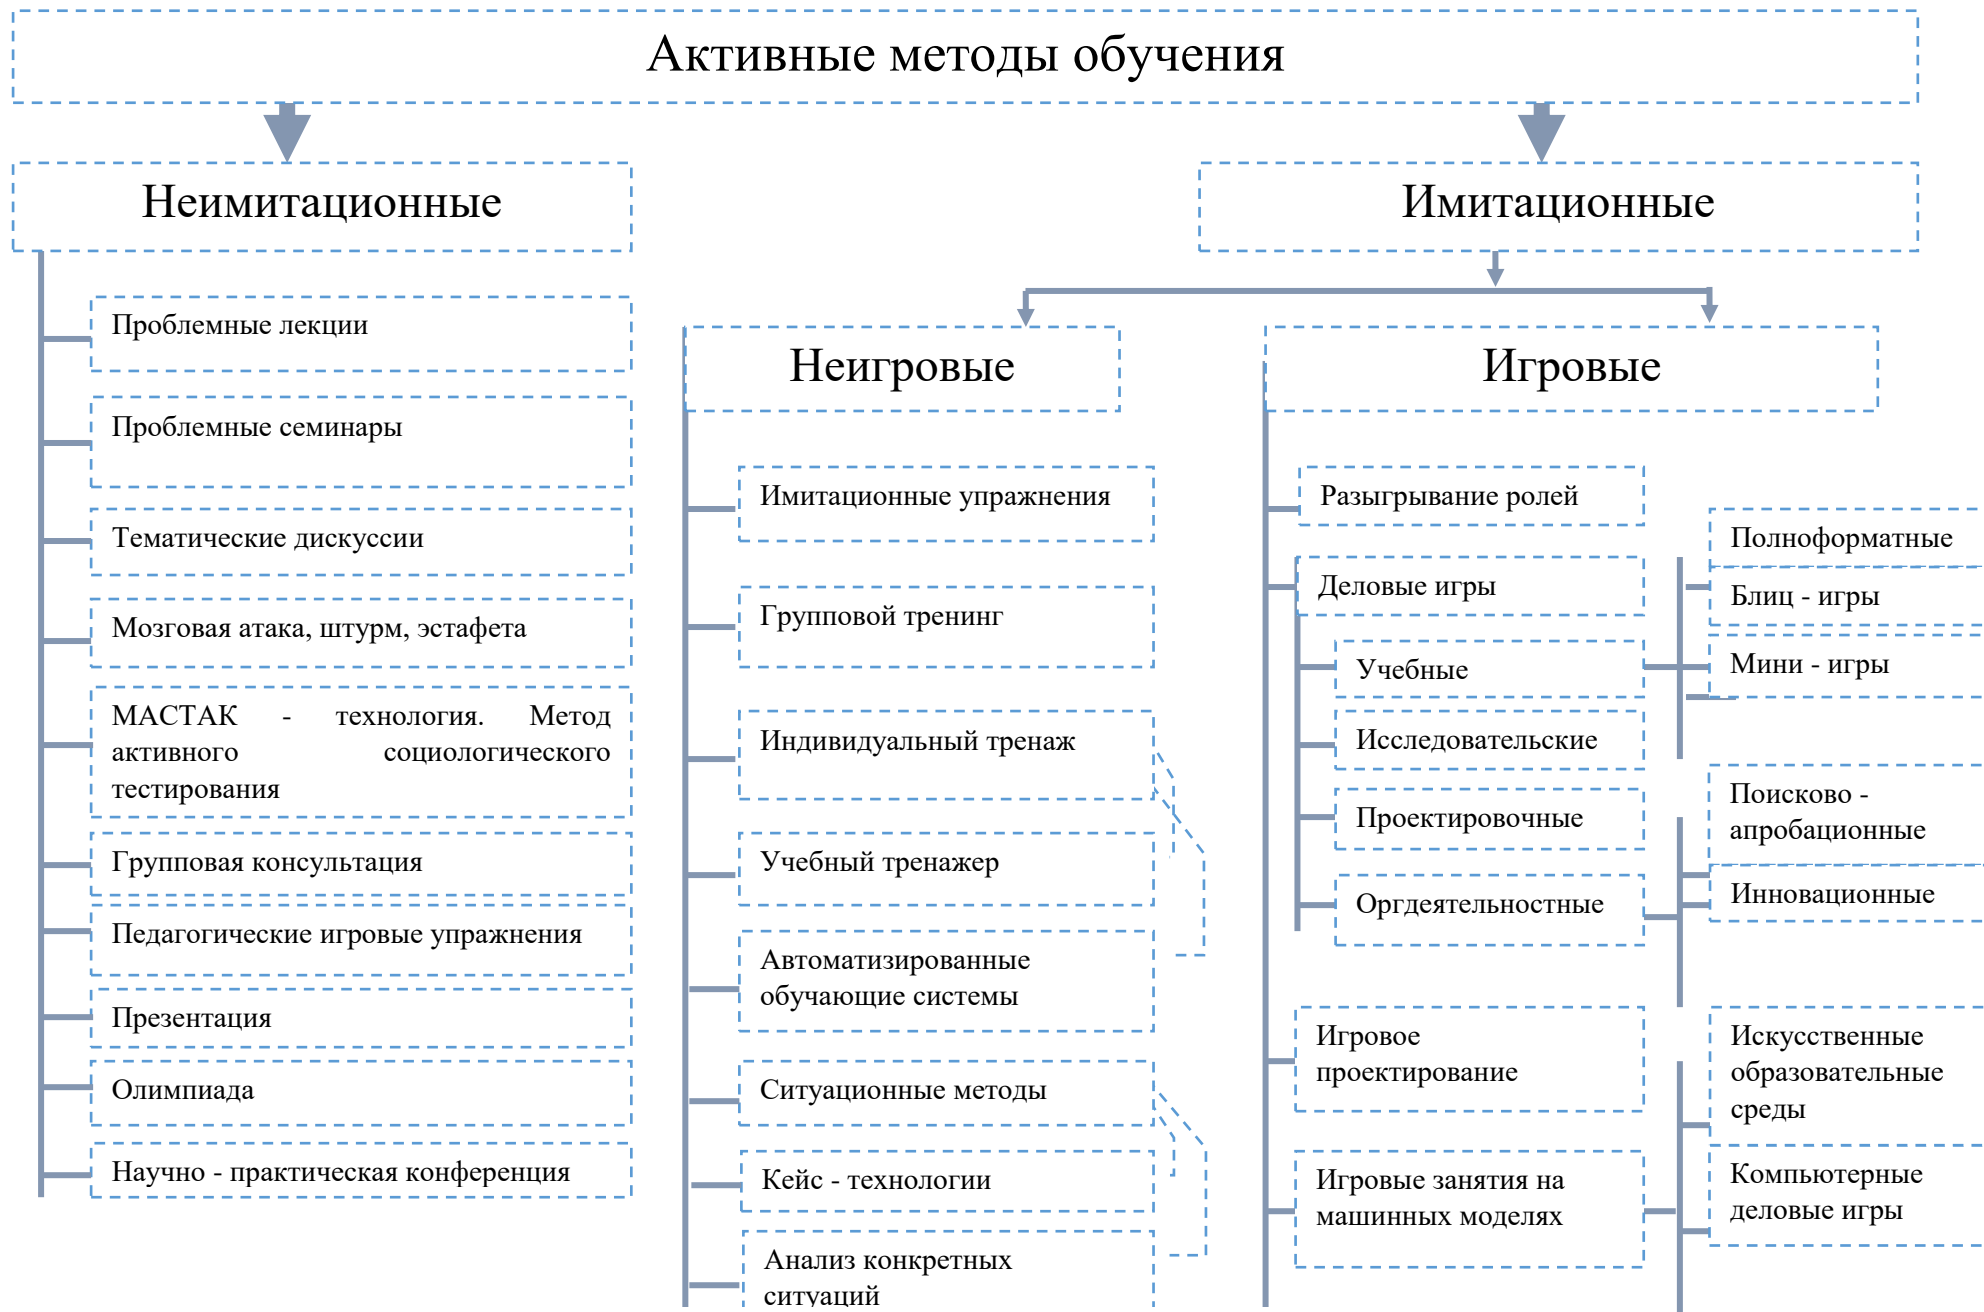 Активные методы обучения
Неимитационные
Имитационные
Проблемные лекции
Проблемные семинары
Тематические дискуссии
Мозговая атака, штурм, эстафета
МАСТАК - технология. Метод
активного социологического
тестирования
Групповая консультация
Педагогические игровые упражнения
Презентация
Олимпиада
Научно - практическая конференция
Неигровые
Имитационные упражнения
Групповой тренинг
Индивидуальный тренаж
Учебный тренажер
Автоматизированные
обучающие системы
Ситуационные методы
Кейс - технологии
Анализ конкретных
ситуаций
Игровые
Разыгрывание ролей
Деловые игры
Учебные
Исследовательские
Проектировочные
Оргдеятельностные
Игровое
проектирование
Игровые занятия на
машинных моделях
Полноформатные
Блиц - игры
Мини - игры
Поисково -
апробационные
Инновационные
Искусственные
образовательные
среды
Компьютерные
деловые игры